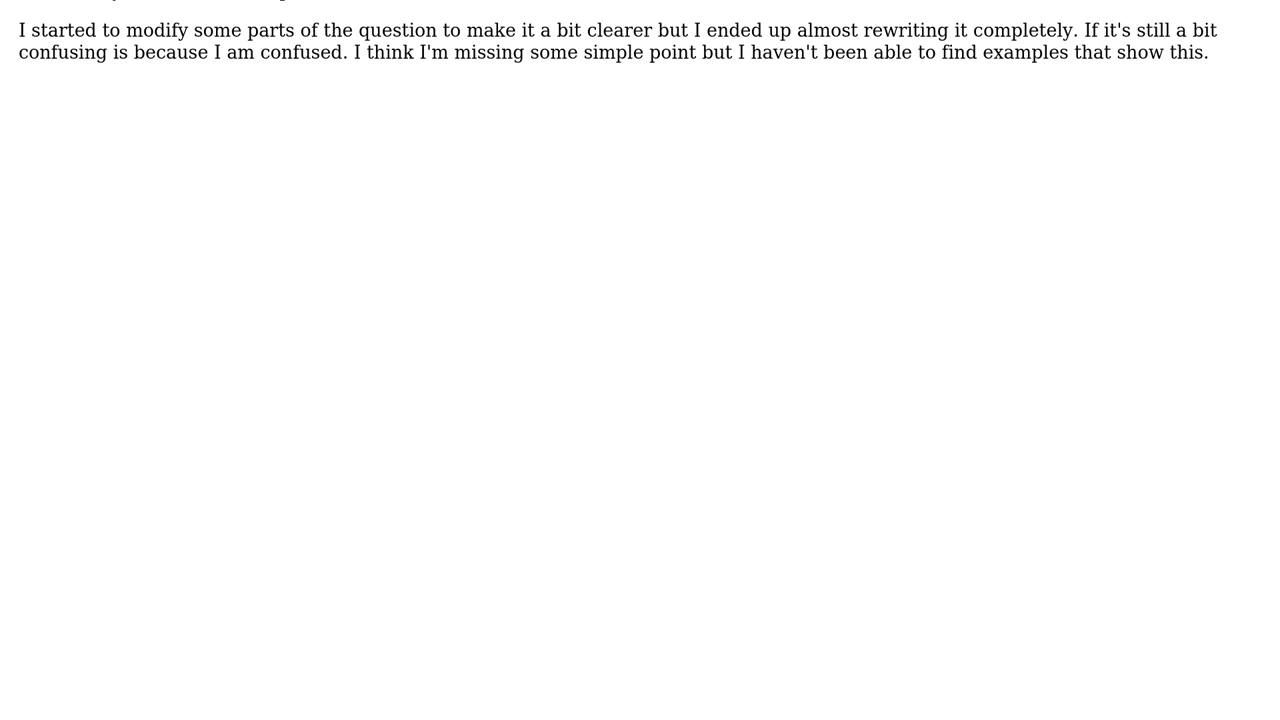 I started to modify some parts of the question to make it a bit clearer but I ended up almost rewriting it completely. If it's still a bit
confusing is because I am confused. I think I'm missing some simple point but I haven't been able to find examples that show this.